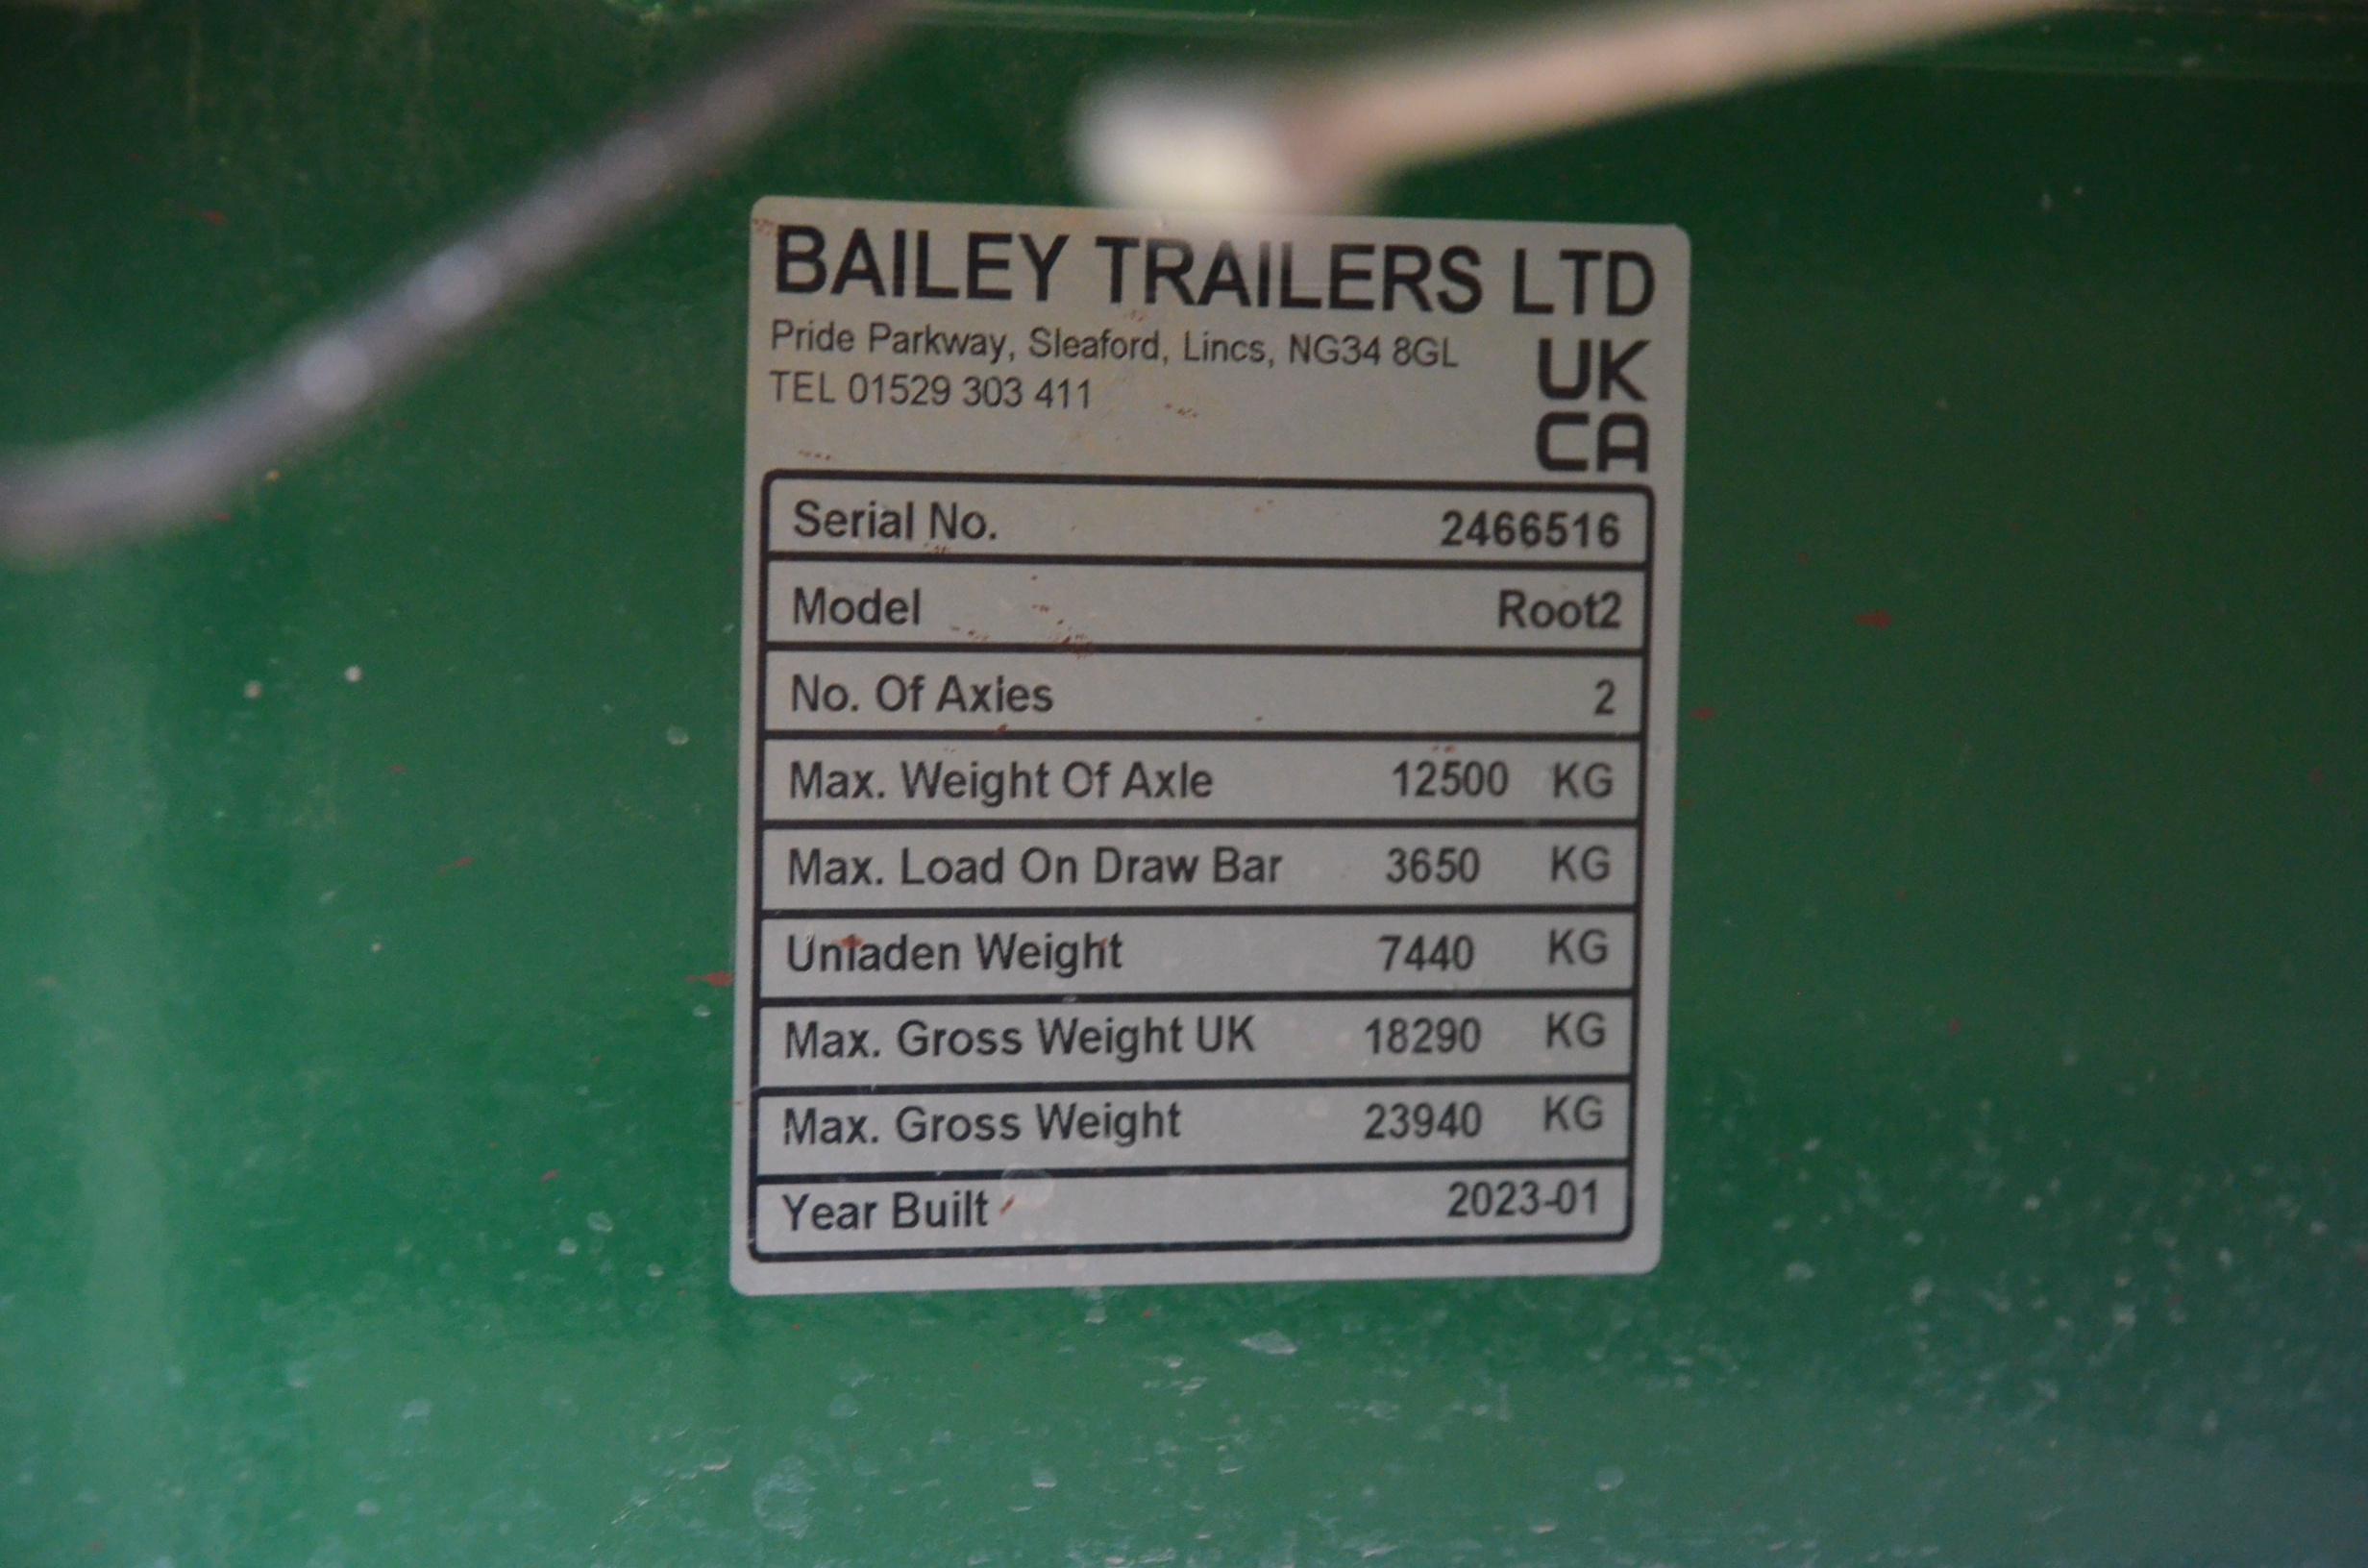 BAILEY TRAILERS LTD
Pride Parkway, Sleaford, Lincs, NG34 8GL
TEL 01529 303 411
UK
CA
Serial No. 2466516
Model Root2
No. Of Axles 2
Max. Weight Of Axle 12500 KG
Max. Load On Draw Bar 3650 KG
Unladen Weight 7440 KG
Max. Gross Weight UK 18290 KG
Max. Gross Weight 23940 KG
Year Built 2023-01